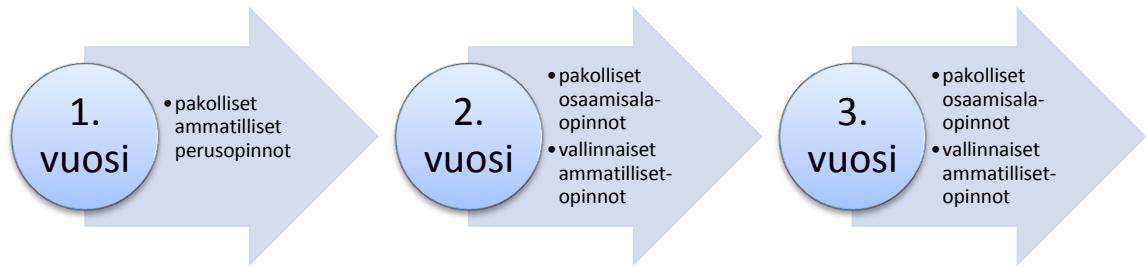 1.
vuosi
•pakolliset
ammatilliset
perusopinnot
2.
vuosi
•pakolliset
osaamisala-
opinnot
•vallinnaiset
ammatilliset-
opinnot
3.
vuosi
•pakolliset
osaamisala-
opinnot
•vallinnaiset
ammatilliset-
opinnot